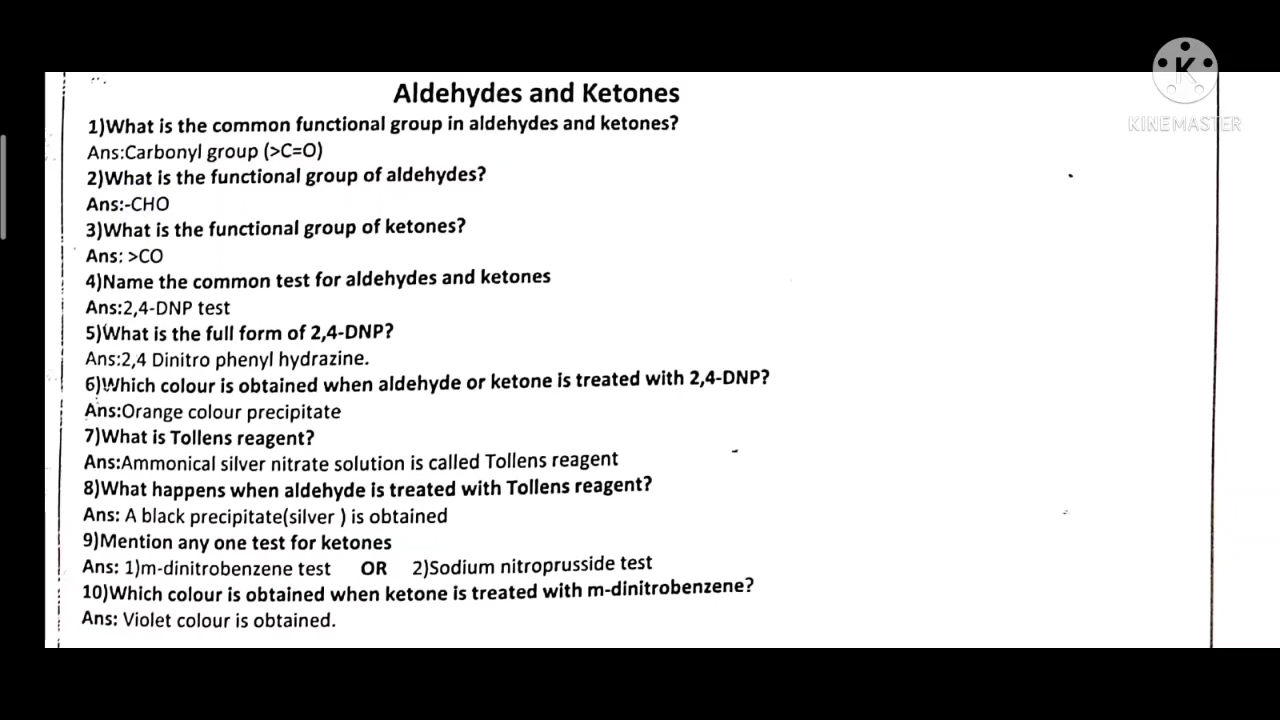 Aldehydes and Ketones
1)What is the common functional group in aldehydes and ketones?
Ans:Carbonyl group (>C=O)
2)What is the functional group of aldehydes?
Ans:-CHO
3)What is the functional group of ketones?
Ans: >CO
4)Name the common test for aldehydes and ketones
Ans:2,4-DNP test
5)What is the full form of 2,4-DNP?
Ans:2,4 Dinitro phenyl hydrazine.
6)Which colour is obtained when aldehyde or ketone is treated with 2,4-DNP?
Ans:Orange colour precipitate
7)What is Tollens reagent?
Ans:Ammonical silver nitrate solution is called Tollens reagent
8)What happens when aldehyde is treated with Tollens reagent?
Ans: A black precipitate(silver ) is obtained
9)Mention any one test for ketones
Ans: 1)m-dinitrobenzene test OR 2)Sodium nitroprusside test
10)Which colour is obtained when ketone is treated with m-dinitrobenzene?
Ans: Violet colour is obtained.
K
KINEMASTER